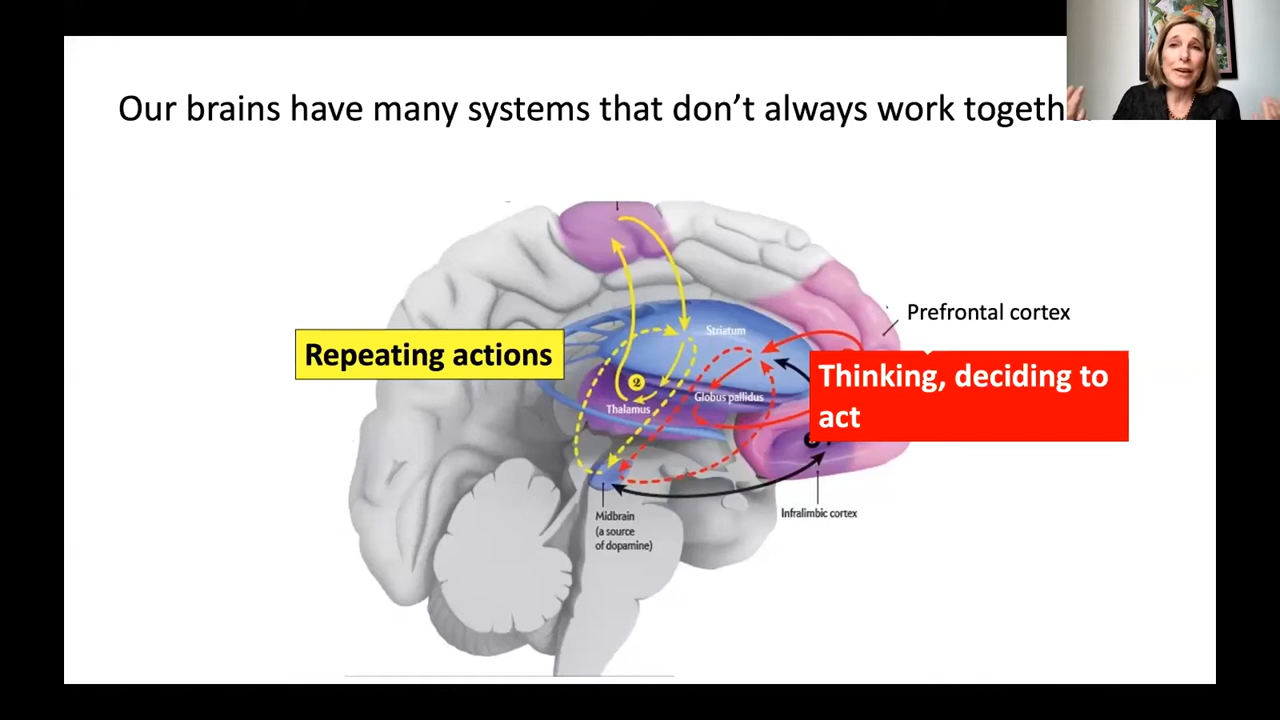 Our brains have many systems that don't always work togeth
Prefrontal cortex
Striatum
Repeating actions
Thinking, deciding to
act
2
Globus pallidus
Thalamus
Infralimbic cortex
Midbrain
(a source
of dopamine)